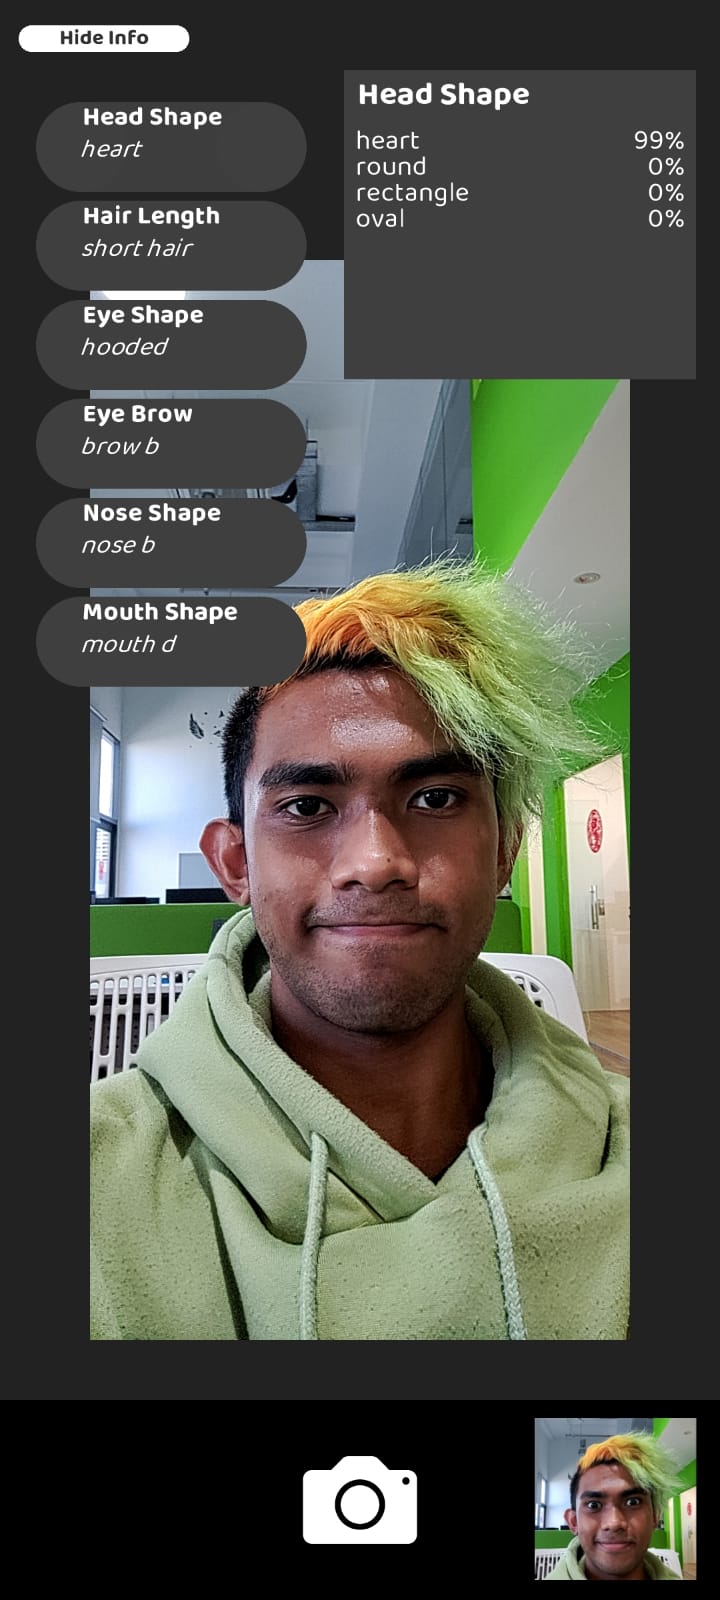 Hide Info
Head Shape
heart
Hair Length
short hair
Eye Shape
hooded
Eye Brow
brow b
Nose Shape
nose b
Mouth Shape
mouth d
Head Shape
heart 99%
round 0%
rectangle 0%
oval 0%